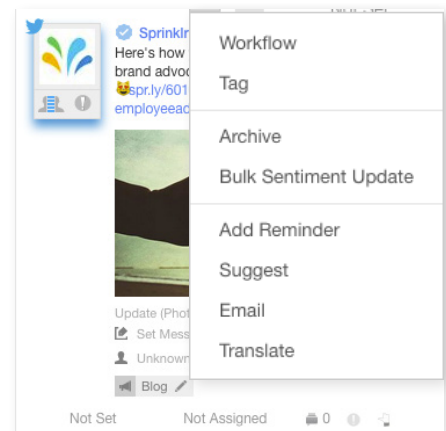 Sprinklr
Here's how
brand advoc
spr.ly/601
employeead
Update (Phot
Set Mess
Unknown
Blog
Not Set Not Assigned 0
Workflow
Tag
Archive
Bulk Sentiment Update
Add Reminder
Suggest
Email
Translate